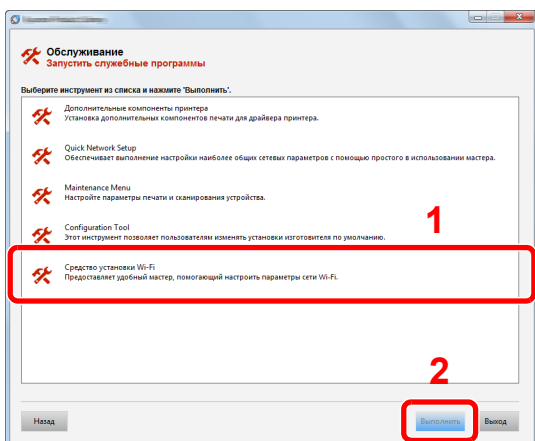 Обслуживание
Запустить служебные программы
Выберите инструмент из списка и нажмите 'Выполнить'.
Дополнительные компоненты принтера
Установка дополнительных компонентов печати для драйвера принтера.
Quick Network Setup
Обеспечивает выполнение настройки наиболее общих сетевых параметров с помощью простого в использовании мастера.
Maintenance Menu
Настройте параметры печати и сканирования устройства.
1
Configuration Tool
Этот инструмент позволяет пользователям изменять установки изготовителя по умолчанию.
Средство установки Wi-Fi
Предоставляет удобный мастер, помогающий настроить параметры сети Wi-Fi.
2
Назад
Выполнить
Выход